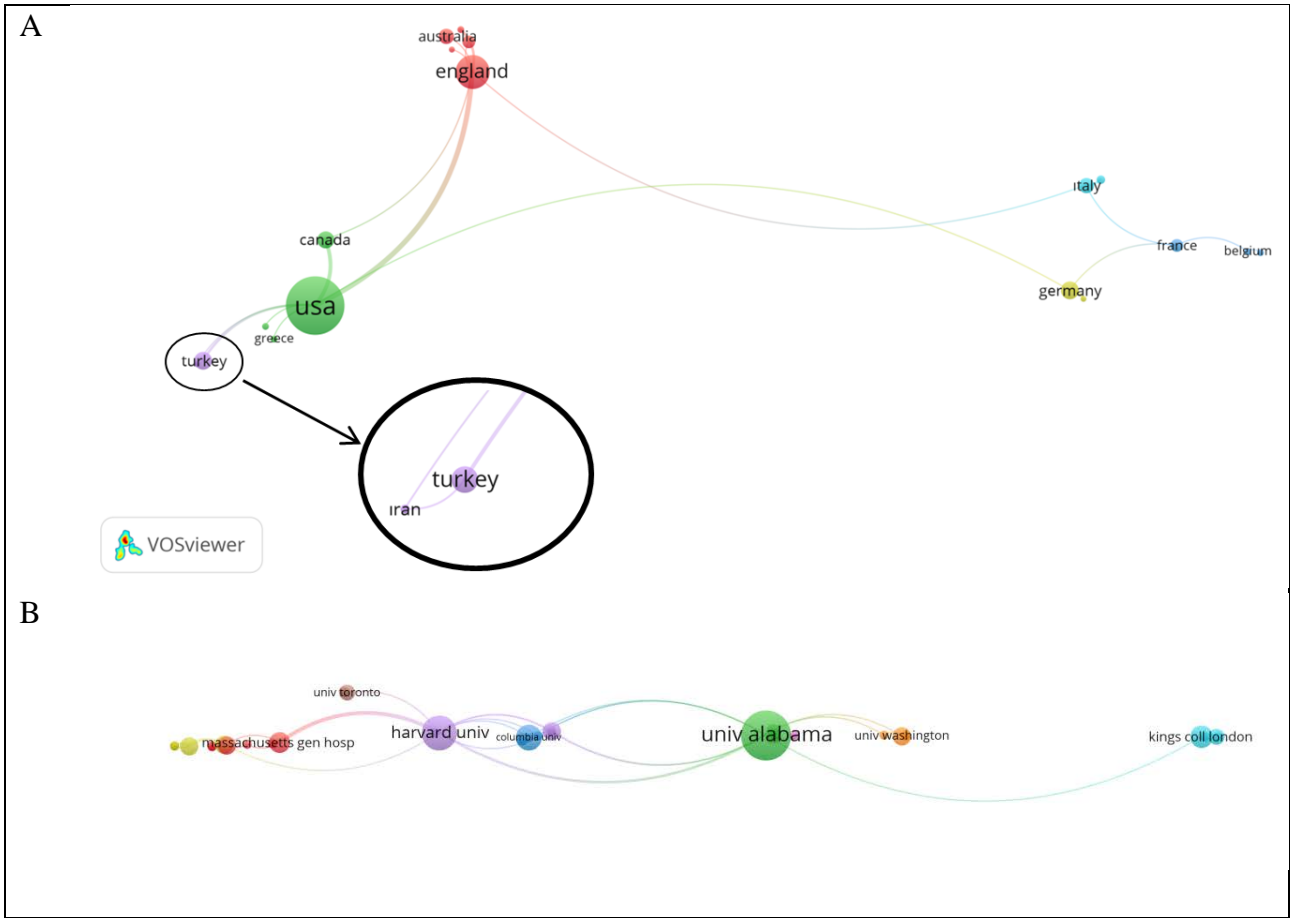 A
australia
england
ıtaly
canada
france
belgium
germany
usa
greece
turkey
turkey
ıran
VOSviewer
B
univ toronto
harvard univ
columbia univ
univ alabama
univ washington
kings coll london
massachusetts gen hosp